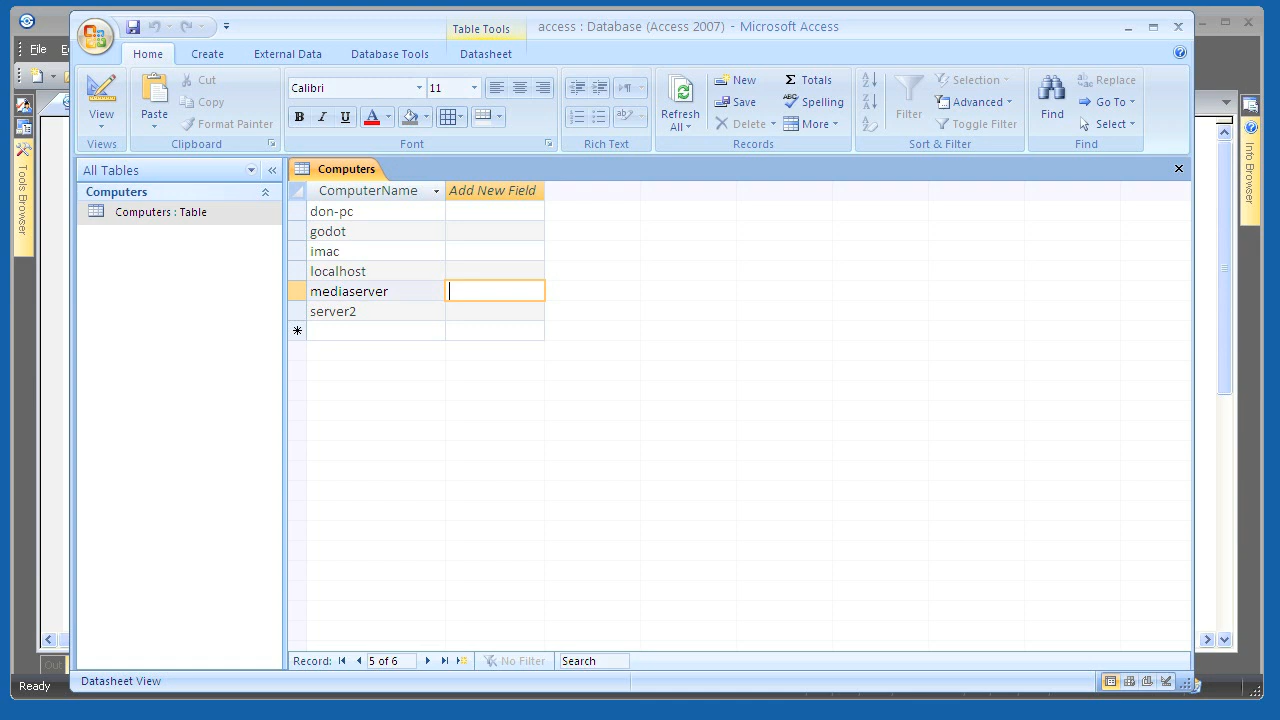 Table Tools
access : Database (Access 2007) - Microsoft Access
File
Home Create External Data Database Tools Datasheet
View
Views
Paste
Cut
Copy
Format Painter
Clipboard
Calibri 11
B I U A
Font
Rich Text
Refresh All
New
Save
Delete
Totals
Spelling
More
Records
Filter
Selection
Advanced
Toggle Filter
Sort & Filter
Find
Replace
Go To
Select
Find
Tools Browser
Info Browser
All Tables
Computers
Computers : Table
Computers
ComputerName Add New Field
don-pc
godot
imac
localhost
mediaserver
server2
Record: 5 of 6 No Filter Search
Out
Datasheet View
Ready